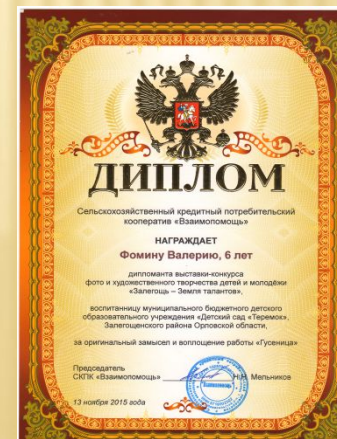 ДИПЛОМ
Сельскохозяйственный кредитный потребительский
кооператив «Взаимопомощь»
НАГРАЖДАЕТ
Фомину Валерию, 6 лет
дипломанта выставки-конкурса
фото и художественного творчества детей и молодёжи
«Залегощь – Земля талантов»,
воспитанницу муниципального бюджетного детского
образовательного учреждения «Детский сад «Теремок»,
Залегощенского района Орловской области,
за оригинальный замысел и воплощение работы «Гусеница»
Председатель
СКПК «Взаимопомощь» Н.Н. Мельников
13 ноября 2015 года